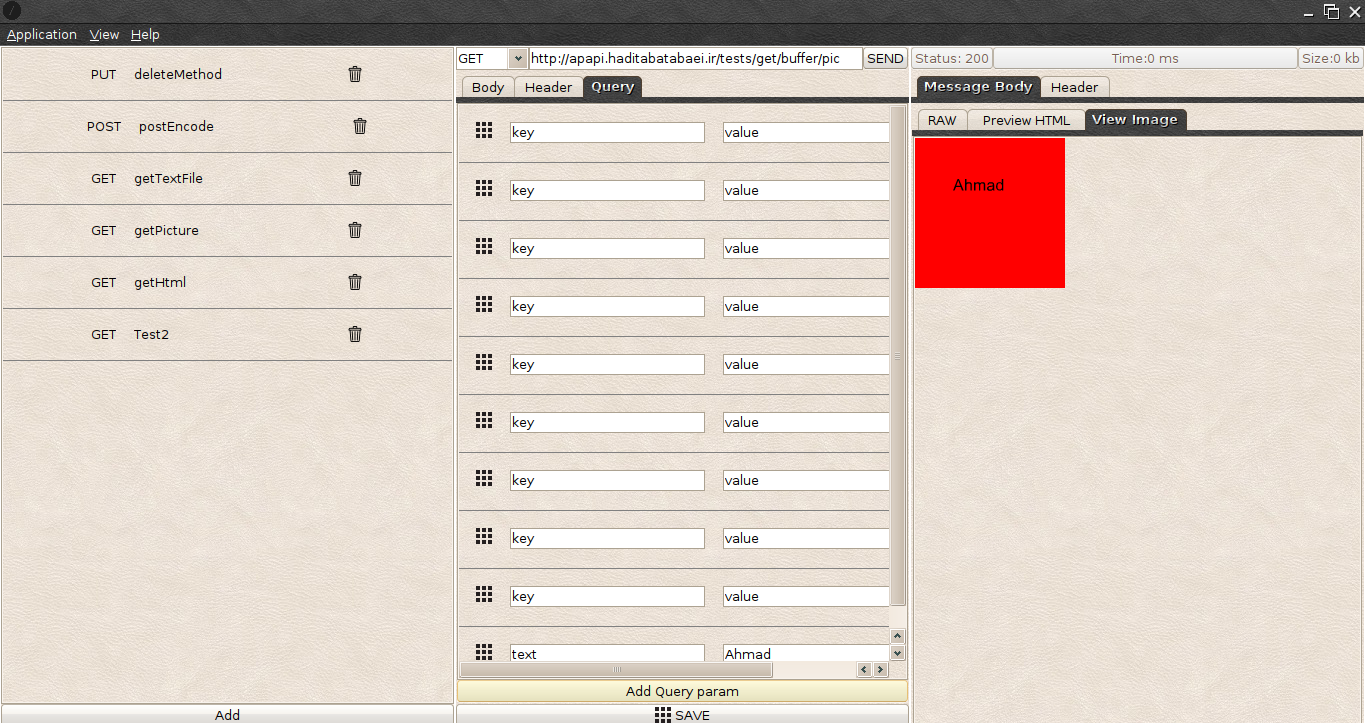 Application View Help
PUT deleteMethod
POST postEncode
GET getTextFile
GET getPicture
GET getHtml
GET Test2
Add
GET http://apapi.haditabatabaei.ir/tests/get/buffer/pic SEND
Body Header Query
key value
key value
key value
key value
key value
key value
key value
key value
key value
text Ahmad
Add Query param
SAVE
Status: 200 Time:0 ms Size:0 kb
Message Body Header
RAW Preview HTML View Image
Ahmad